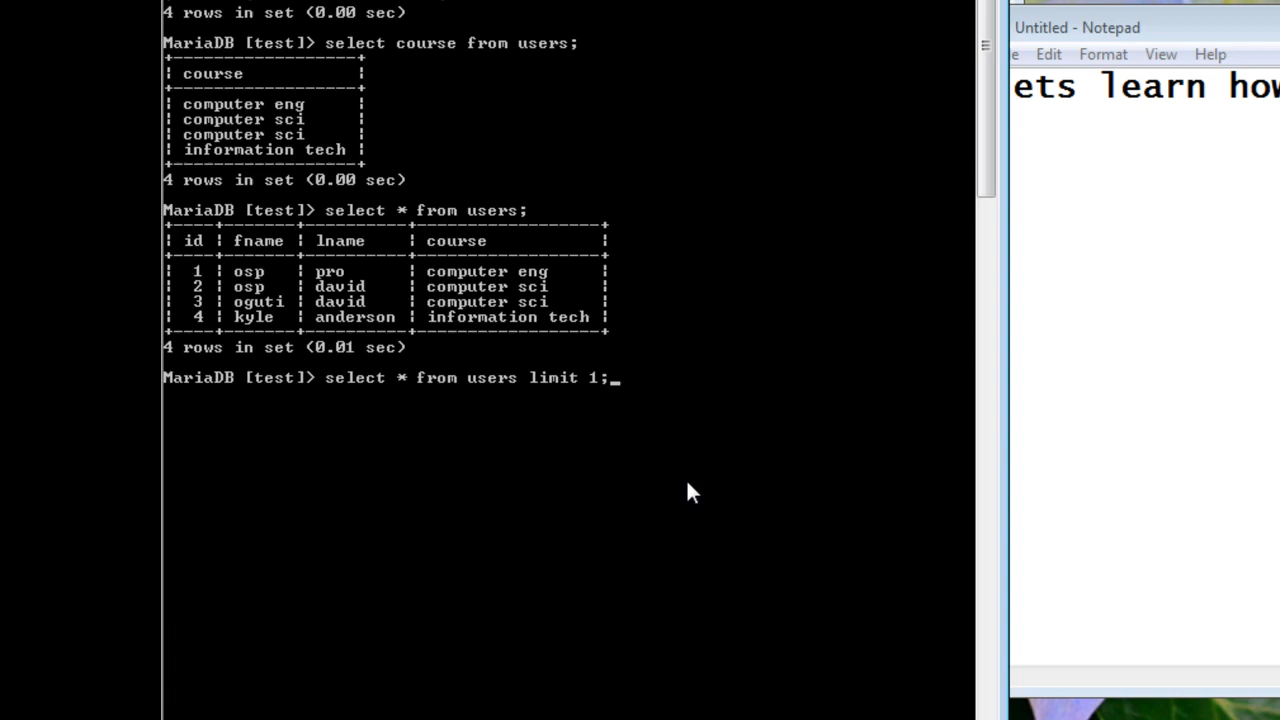 4 rows in set (0.00 sec)
MariaDB [test]> select course from users;
+------------------+
| course           |
+------------------+
| computer eng     |
| computer sci     |
| computer sci     |
| information tech |
+------------------+
4 rows in set (0.00 sec)
MariaDB [test]> select * from users;
+----+-------+----------+------------------+
| id | fname | lname    | course           |
+----+-------+----------+------------------+
|  1 | osp   | pro      | computer eng     |
|  2 | osp   | david    | computer sci     |
|  3 | oguti | david    | computer sci     |
|  4 | kyle  | anderson | information tech |
+----+-------+----------+------------------+
4 rows in set (0.01 sec)
MariaDB [test]> select * from users limit 1;_
Untitled - Notepad
e Edit Format View Help
ets learn how